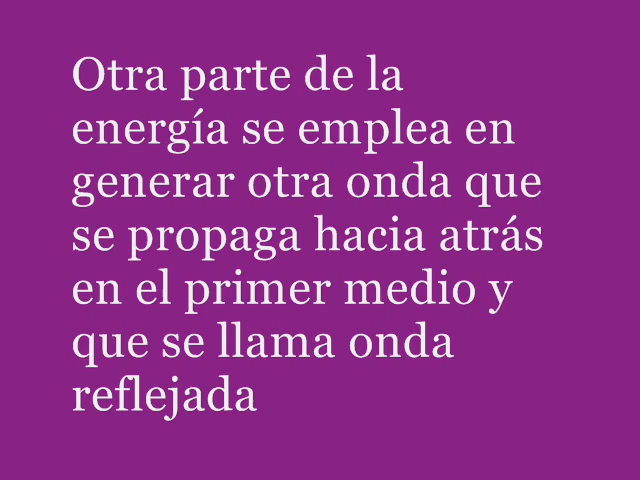 Otra parte de la
energía se emplea en
generar otra onda que
se propaga hacia atrás
en el primer medio y
que se llama onda
reflejada